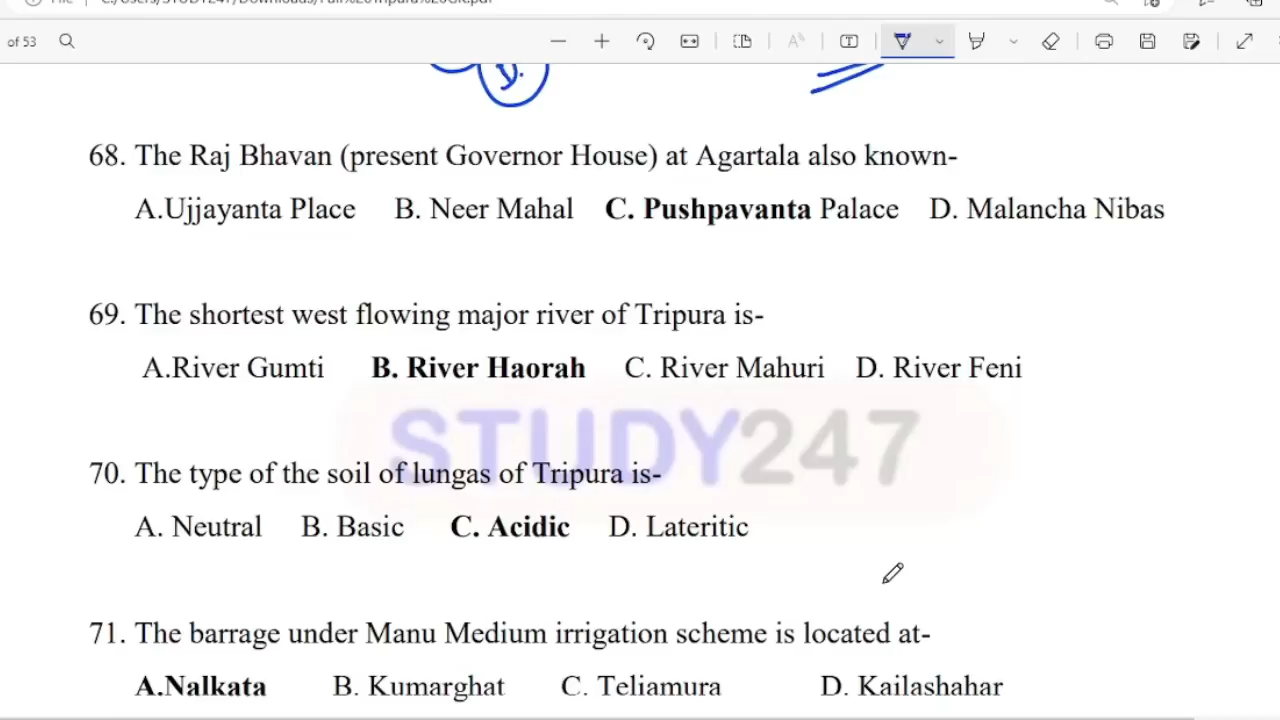 of 53
D.
68. The Raj Bhavan (present Governor House) at Agartala also known-
A.Ujjayanta Place B. Neer Mahal C. Pushpavanta Palace D. Malancha Nibas
69. The shortest west flowing major river of Tripura is-
A.River Gumti B. River Haorah C. River Mahuri D. River Feni
STUDY247
70. The type of the soil of lungas of Tripura is-
A. Neutral B. Basic C. Acidic D. Lateritic
71. The barrage under Manu Medium irrigation scheme is located at-
A.Nalkata B. Kumarghat C. Teliamura D. Kailashahar